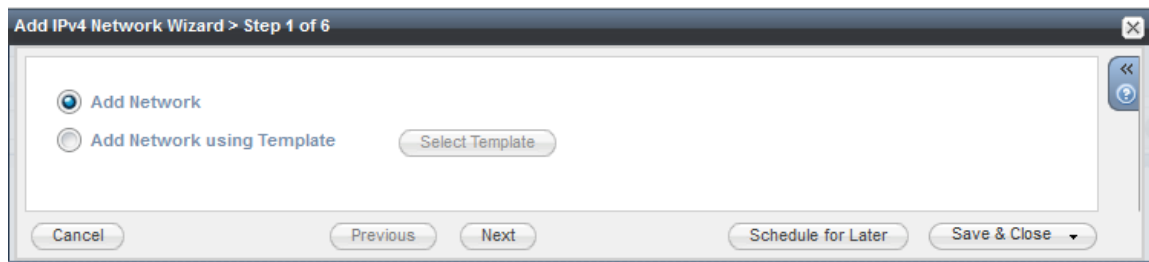 Add IPv4 Network Wizard > Step 1 of 6
Add Network
Add Network using Template
Select Template
Cancel
Previous
Next
Schedule for Later
Save & Close